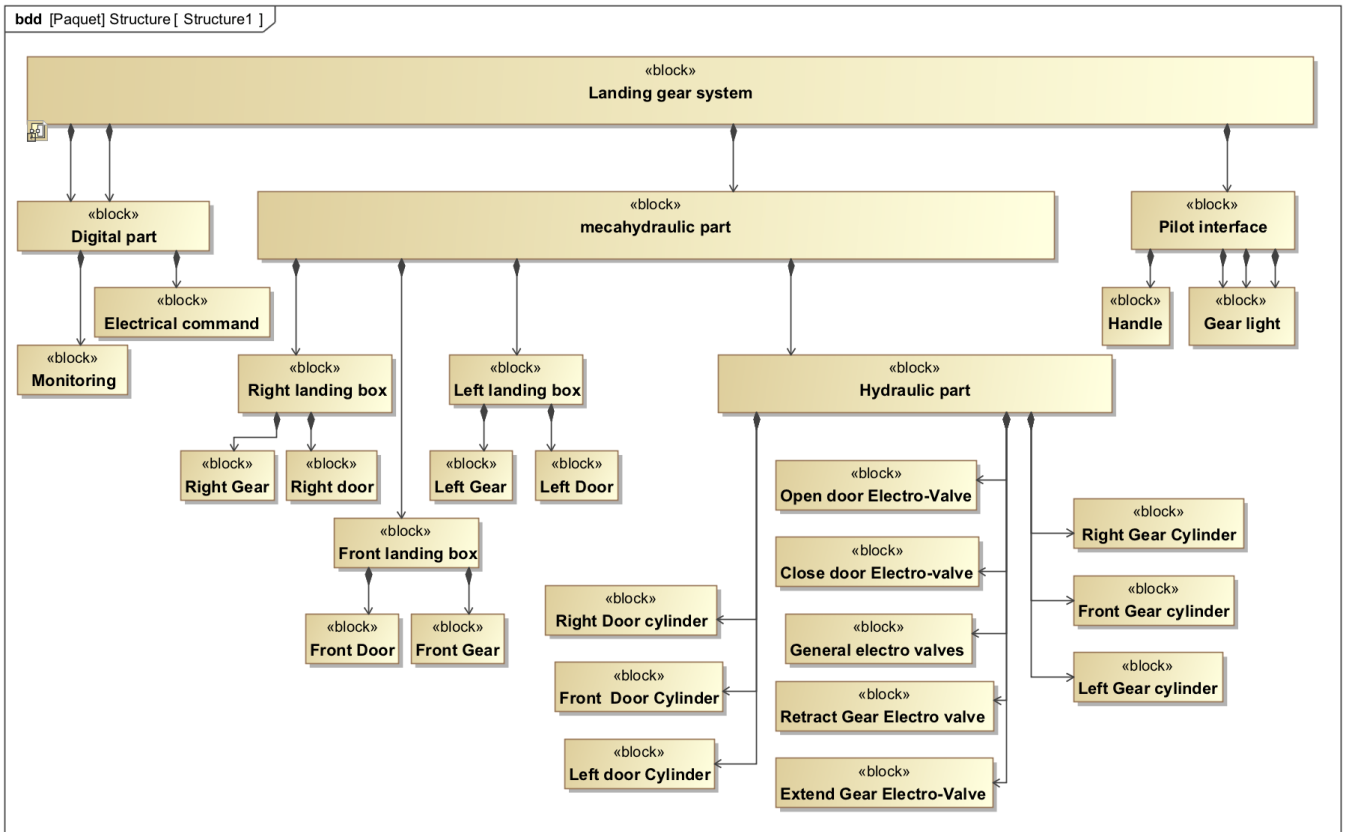 bdd [Paquet] Structure [ Structure1 ]
«block»
Landing gear system
«block»
Digital part
«block»
mecahydraulic part
«block»
Pilot interface
«block»
Electrical command
«block»
Monitoring
«block»
Handle
«block»
Gear light
«block»
Right landing box
«block»
Left landing box
«block»
Hydraulic part
«block»
Right Gear
«block»
Right door
«block»
Left Gear
«block»
Left Door
«block»
Front landing box
«block»
Front Door
«block»
Front Gear
«block»
Open door Electro-Valve
«block»
Close door Electro-valve
«block»
General electro valves
«block»
Retract Gear Electro valve
«block»
Extend Gear Electro-Valve
«block»
Right Door cylinder
«block»
Front  Door Cylinder
«block»
Left door Cylinder
«block»
Right Gear Cylinder
«block»
Front Gear cylinder
«block»
Left Gear cylinder